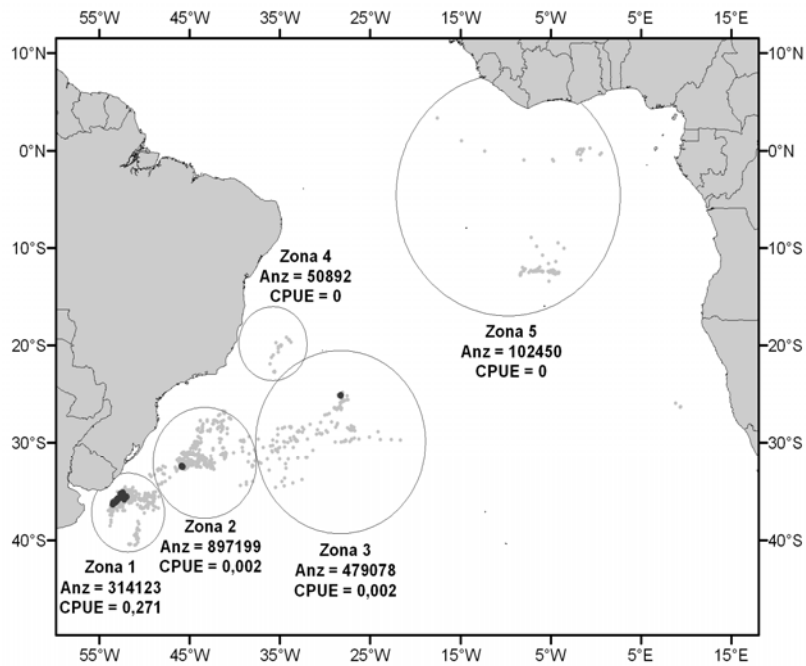 55°W 45°W 35°W 25°W 15°W 5°W 5°E 15°E
10°N 10°N
0°N 0°N
10°S 10°S
Zona 4
Anz = 50892
CPUE = 0
Zona 5
Anz = 102450
CPUE = 0
20°S 20°S
30°S 30°S
40°S 40°S
Zona 2
Anz = 897199
CPUE = 0,002
Zona 3
Anz = 479078
CPUE = 0,002
Zona 1
Anz = 314123
CPUE = 0,271
55°W 45°W 35°W 25°W 15°W 5°W 5°E 15°E